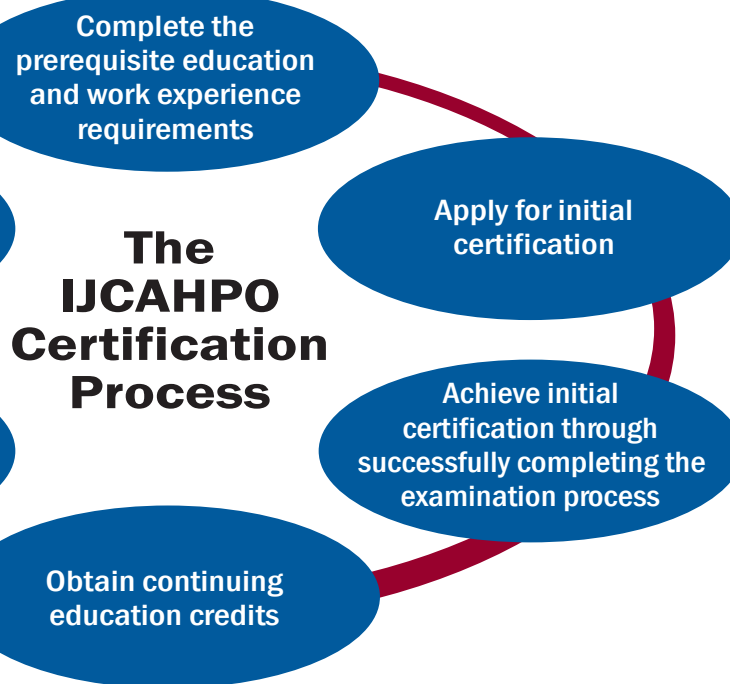 Complete the
prerequisite education
and work experience
requirements
Apply for initial
certification
The
IJCAHPO
Certification
Process
Achieve initial
certification through
successfully completing the
examination process
Obtain continuing
education credits